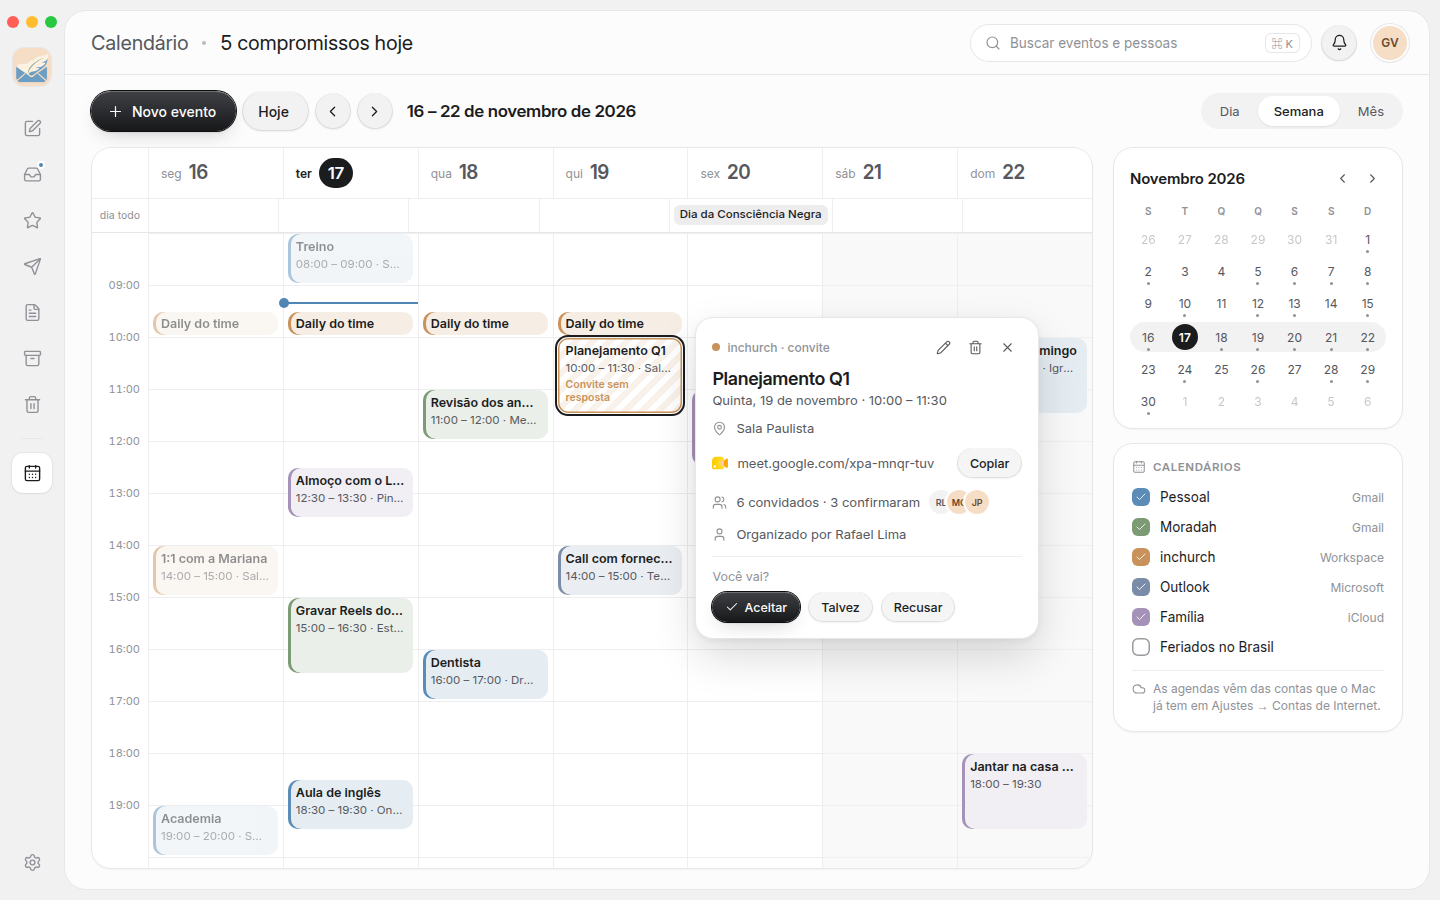 Calendário · 5 compromissos hoje
Buscar eventos e pessoas
⌘ K
GV
Novo evento
Hoje
16 – 22 de novembro de 2026
Dia
Semana
Mês
seg 16
ter 17
qua 18
qui 19
sex 20
sáb 21
dom 22
dia todo
Dia da Consciência Negra
09:00
10:00
11:00
12:00
13:00
14:00
15:00
16:00
17:00
18:00
19:00
Daily do time
1:1 com a Mariana
14:00 – 15:00 · Sal...
Academia
19:00 – 20:00 · S...
Treino
08:00 – 09:00 · S...
Daily do time
Almoço com o L...
12:30 – 13:30 · Pin...
Gravar Reels do...
15:00 – 16:30 · Est...
Aula de inglês
18:30 – 19:30 · On...
Daily do time
Revisão dos an...
11:00 – 12:00 · Me...
Dentista
16:00 – 17:00 · Dr...
Daily do time
Planejamento Q1
10:00 – 11:30 · Sal...
Convite sem
resposta
Call com fornec...
14:00 – 15:00 · Te...
mingo
· Igr...
Jantar na casa ...
18:00 – 19:30
inchurch · convite
Planejamento Q1
Quinta, 19 de novembro · 10:00 – 11:30
Sala Paulista
meet.google.com/xpa-mnqr-tuv
Copiar
6 convidados · 3 confirmaram
RL
MC
JP
Organizado por Rafael Lima
Você vai?
Aceitar
Talvez
Recusar
Novembro 2026
S T Q Q S S D
26 27 28 29 30 31 1
2 3 4 5 6 7 8
9 10 11 12 13 14 15
16 17 18 19 20 21 22
23 24 25 26 27 28 29
30 1 2 3 4 5 6
CALENDÁRIOS
Pessoal Gmail
Moradah Gmail
inchurch Workspace
Outlook Microsoft
Família iCloud
Feriados no Brasil
As agendas vêm das contas que o Mac
já tem em Ajustes → Contas de Internet.